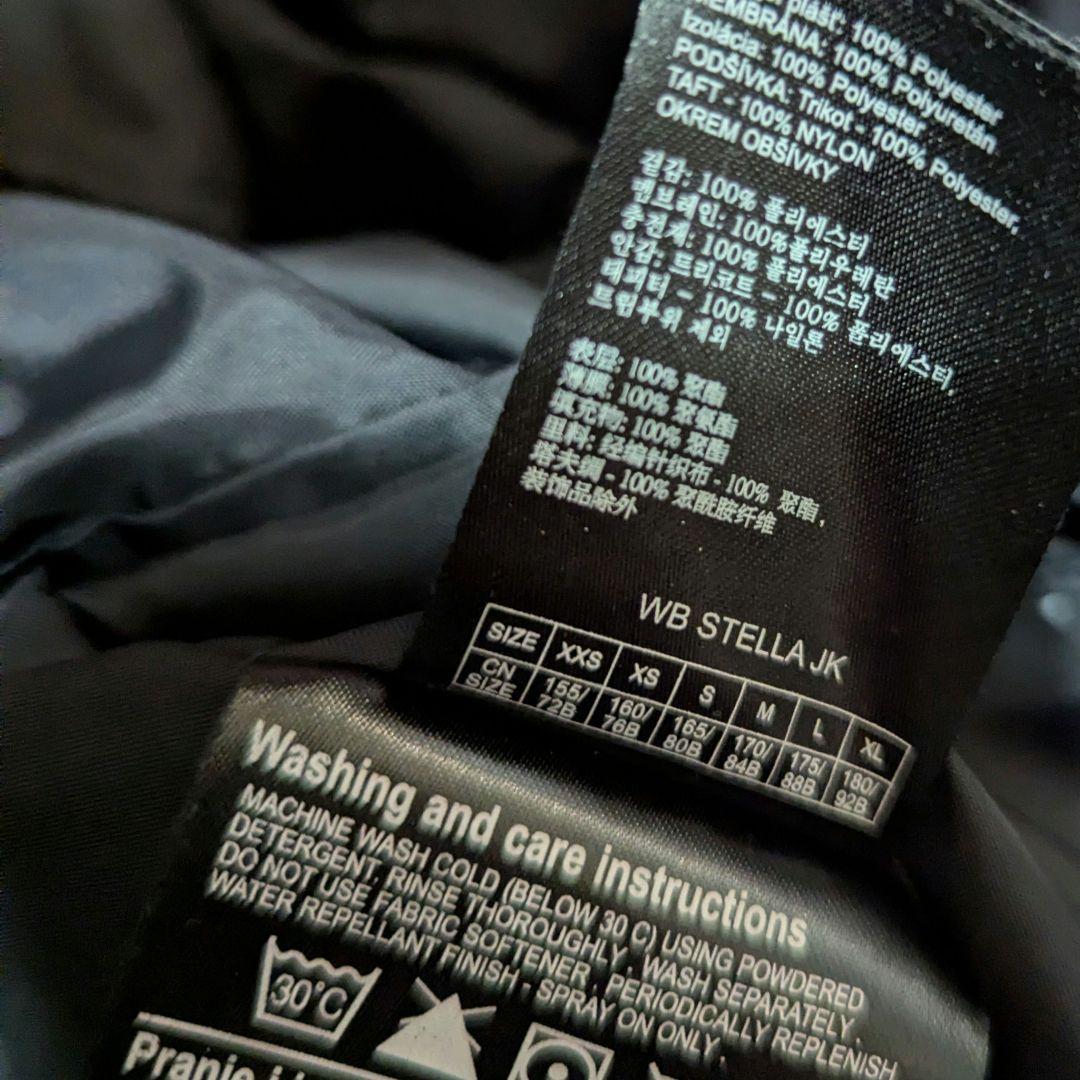 plášť: 100% Polyester
MEMBRÁNA: 100% Polyuretán
Izolácia: 100% Polyester
PODŠÍVKA: Trikot - 100% Polyester,
TAFT - 100% NYLON
OKREM OBŠÍVKY
겉감: 100% 폴리에스터
멘브레인: 100%폴리우레탄
충전재: 100% 폴리에스터
안감: 트리코트 - 100% 폴리에스터,
태피터 - 100% 나일론
트림부위 제외
表层: 100% 聚酯
薄膜: 100% 聚氨酯
填充物: 100% 聚酯
里料: 经编针织布 - 100% 聚酯,
塔夫绸 - 100% 聚酰胺纤维
装饰品除外
WB STELLA JK
SIZE XXS XS S M L XL
CN SIZE 155/72B 160/76B 165/80B 170/84B 175/88B 180/92B
Washing and care instructions
MACHINE WASH COLD (BELOW 30 C) USING POWDERED
DETERGENT, RINSE THOROUGHLY, WASH SEPARATELY,
DO NOT USE FABRIC SOFTENER, PERIODICALLY REPLENISH
WATER REPELLANT FINISH - SPRAY ON ONLY.
30°C
Pranie i